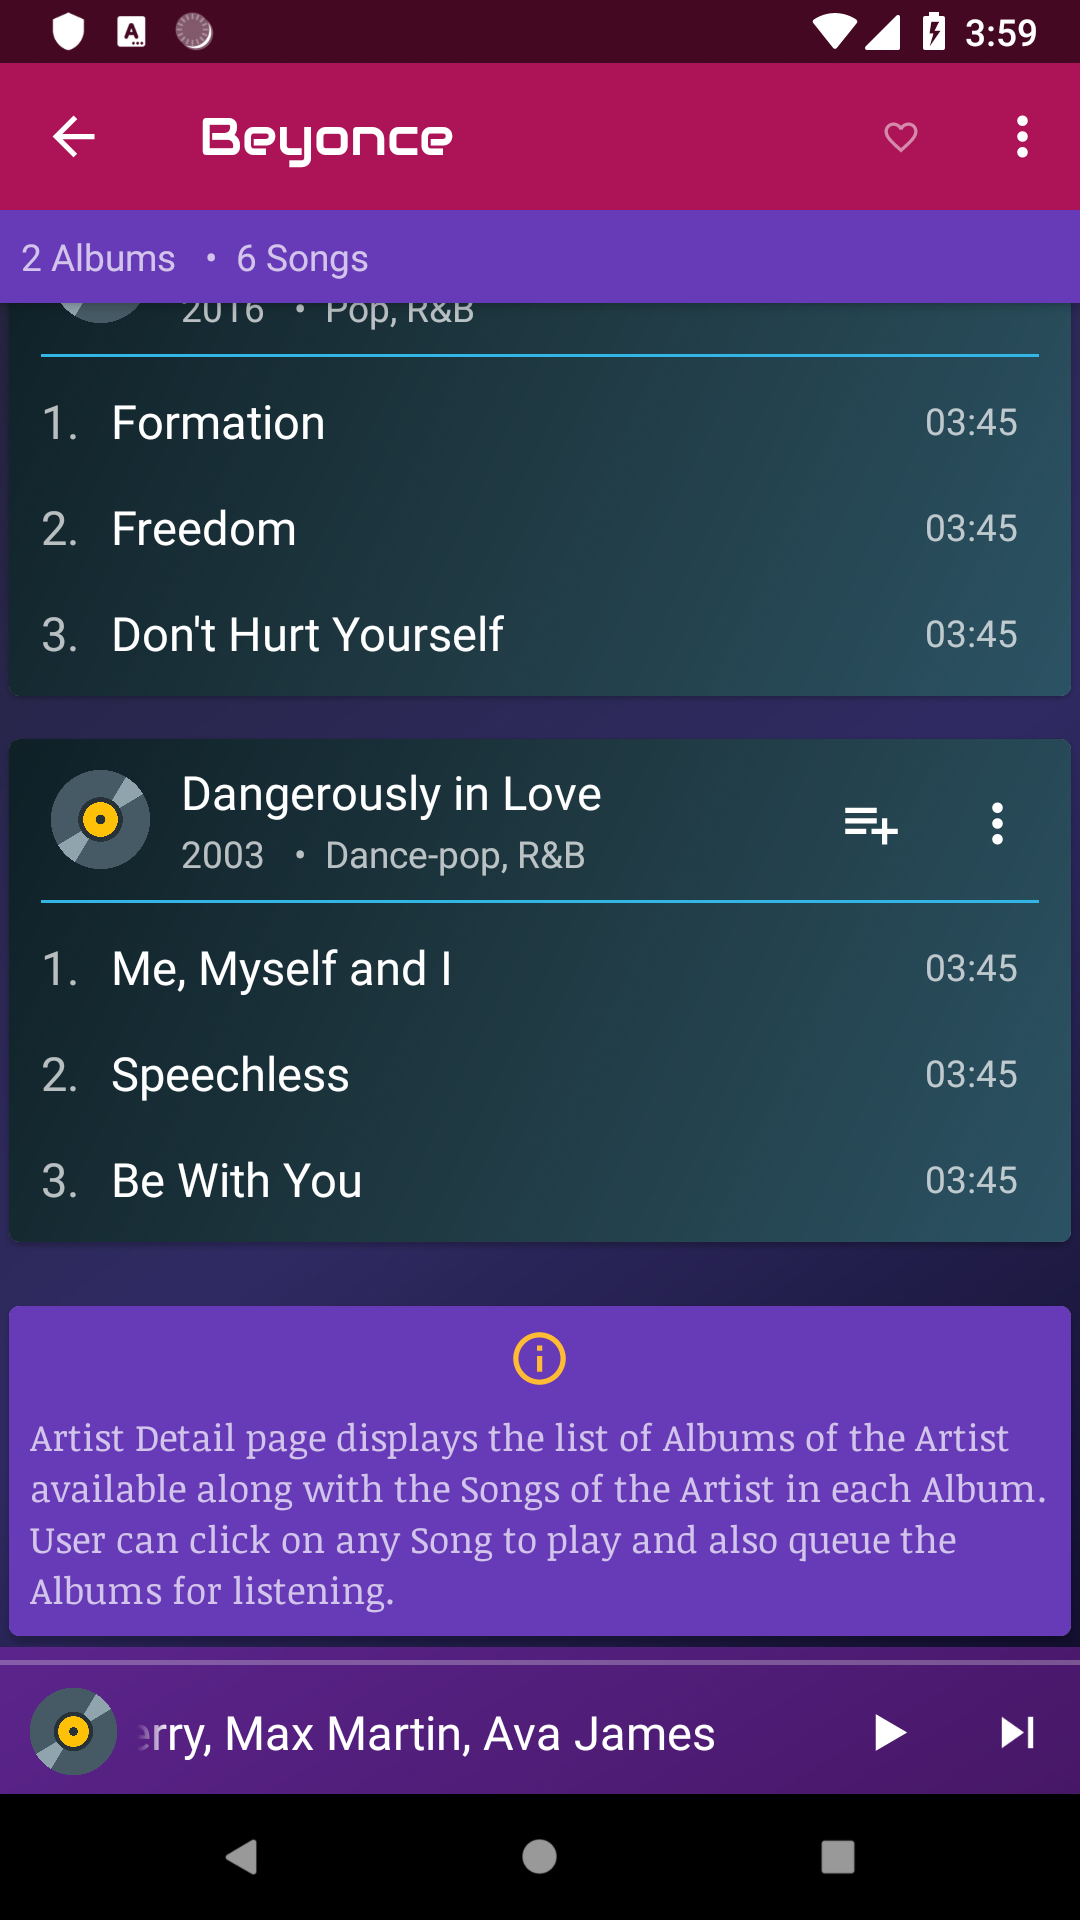 3:59
Beyonce
2 Albums • 6 Songs
2016 • Pop, R&B
1. Formation 03:45
2. Freedom 03:45
3. Don't Hurt Yourself 03:45
Dangerously in Love
2003 • Dance-pop, R&B
1. Me, Myself and I 03:45
2. Speechless 03:45
3. Be With You 03:45
Artist Detail page displays the list of Albums of the Artist
available along with the Songs of the Artist in each Album.
User can click on any Song to play and also queue the
Albums for listening.
erry, Max Martin, Ava James